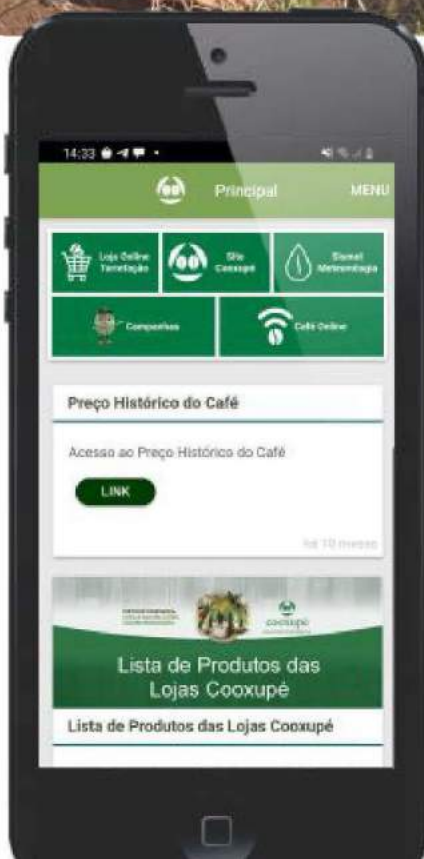 14:33
Principal
MENU
Loja Online
Torrefação
Site
Cooxupé
Sismet
Meteorologia
Campanhas
Café Online
Preço Histórico do Café
Acesso ao Preço Histórico do Café
LINK
há 10 meses
cooxupé
Lista de Produtos das
Lojas Cooxupé
Lista de Produtos das Lojas Cooxupé